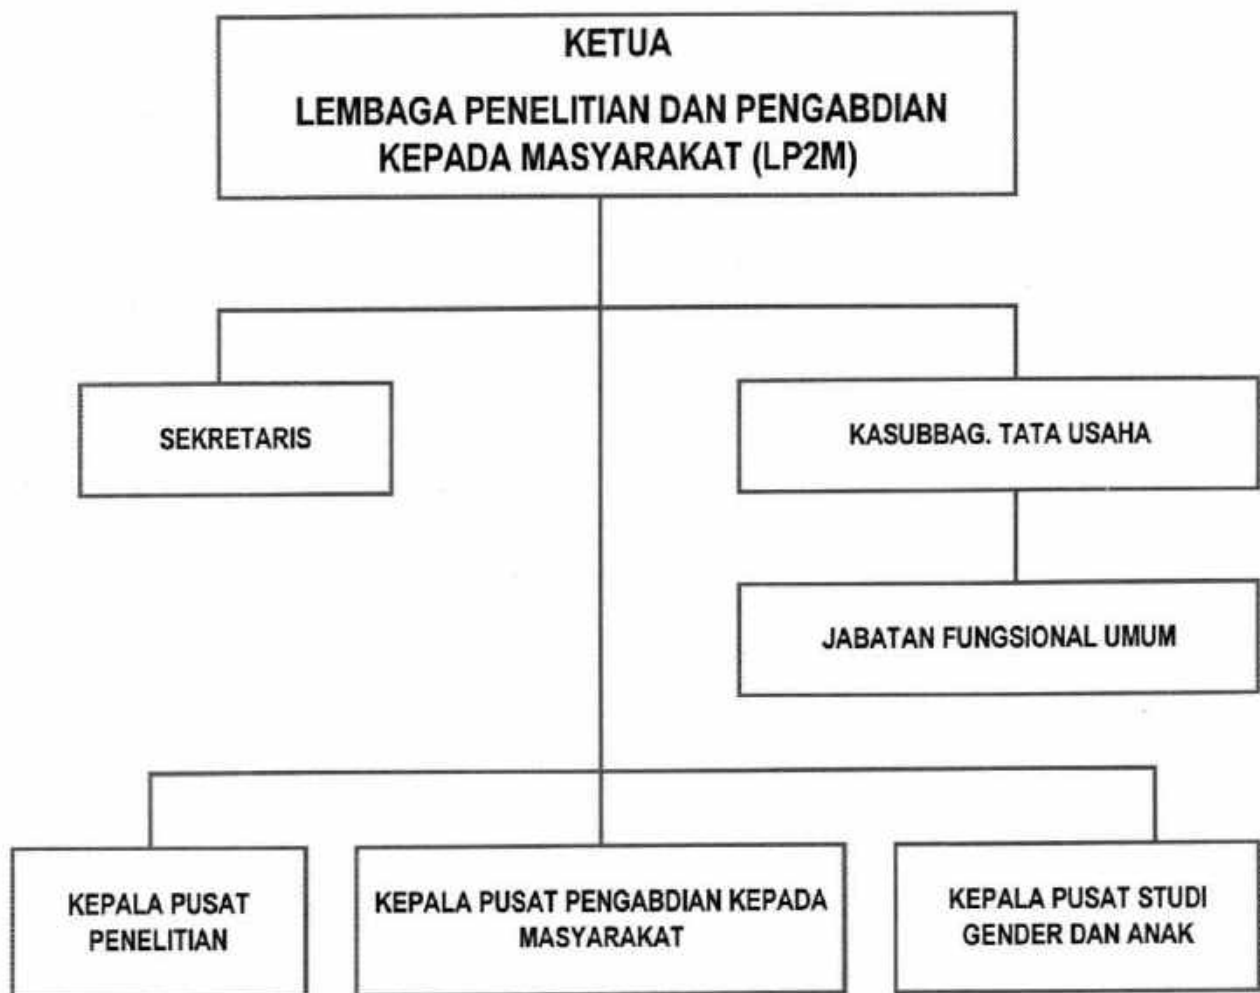 KETUA
LEMBAGA PENELITIAN DAN PENGABDIAN
KEPADA MASYARAKAT (LP2M)
SEKRETARIS
KASUBBAG. TATA USAHA
JABATAN FUNGSIONAL UMUM
KEPALA PUSAT
PENELITIAN
KEPALA PUSAT PENGABDIAN KEPADA
MASYARAKAT
KEPALA PUSAT STUDI
GENDER DAN ANAK